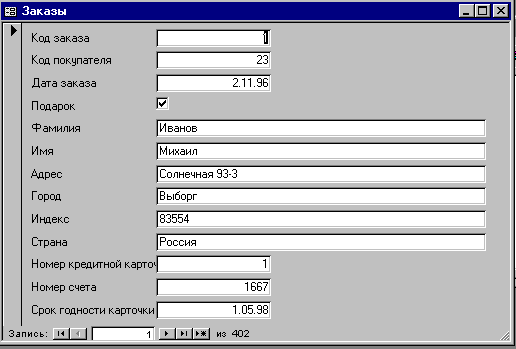 Заказы
Код заказа 1
Код покупателя 23
Дата заказа 2.11.96
Подарок
Фамилия Иванов
Имя Михаил
Адрес Солнечная 93-3
Город Выборг
Индекс 83554
Страна Россия
Номер кредитной карточ 1
Номер счета 1667
Срок годности карточки 1.05.98
Запись: 1 из 402